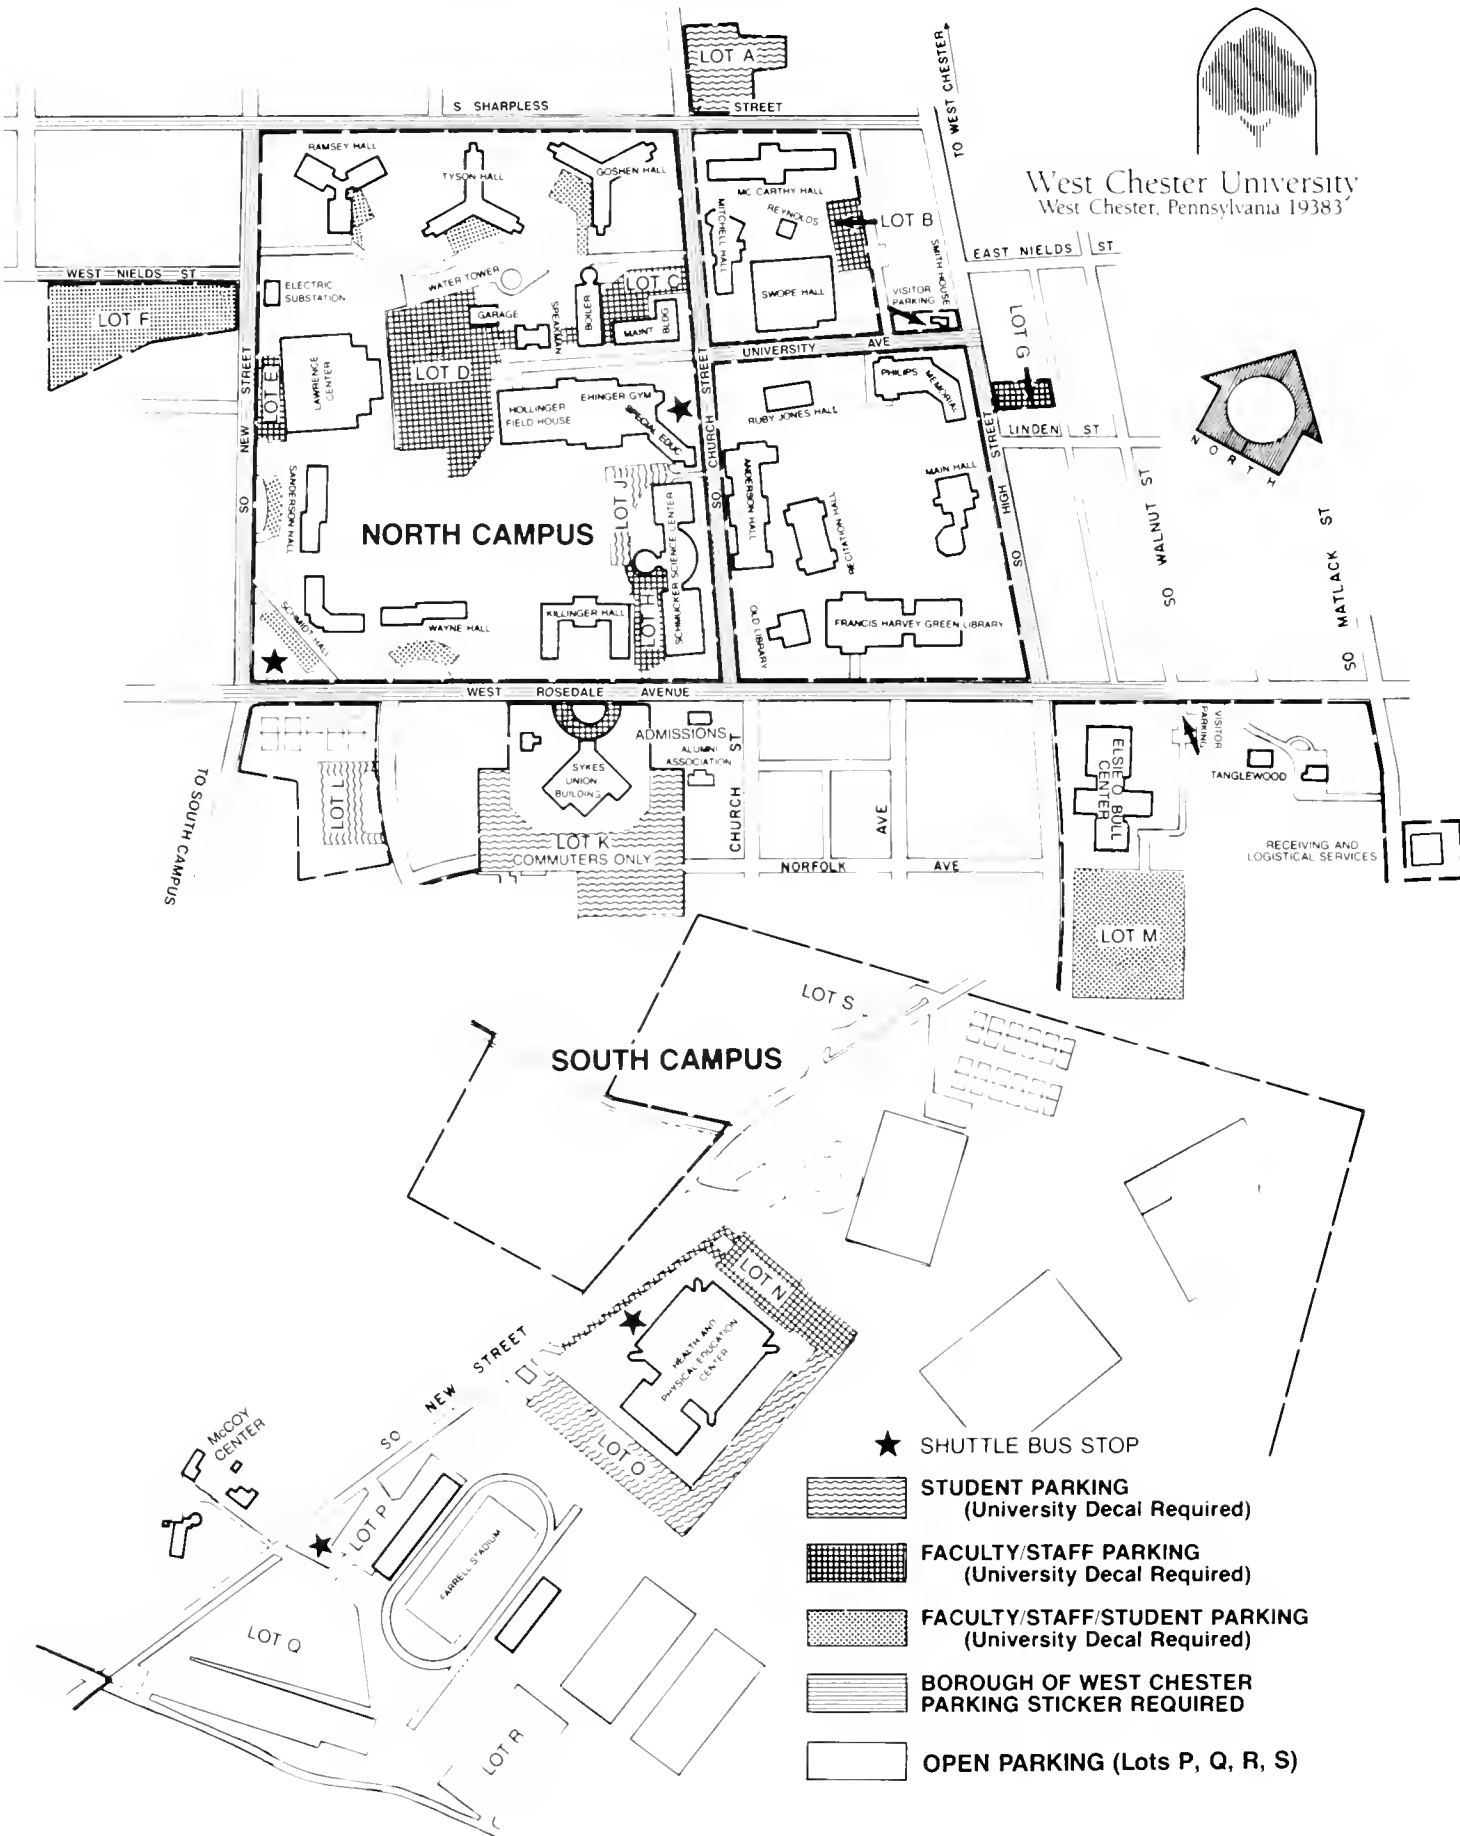 LOT A
TO WEST CHESTER
S SHARPLESS
STREET
West Chester University
West Chester, Pennsylvania 19383
RAMSEY HALL
TYSON HALL
GOSHEN HALL
MC CARTHY HALL
REYNOLDS
MITCHELL HALL
LOT B
SMITH HOUSE
EAST NIELDS ST
WEST NIELDS ST
WATER TOWER
ELECTRIC
SUBSTATION
LOT C
SWOPE HALL
VISITOR
PARKING
LOT F
GARAGE
SPEAKMAN
BOILER
MAINT BLDG
LOT G
UNIVERSITY AVE
LOT E
LAWRENCE
CENTER
LOT D
PHILIPS MEMORIAL
HOLLINGER
FIELD HOUSE
EHINGER GYM
SPECIAL EDUC
RUBY JONES HALL
LINDEN ST
NORTH
SO NEW STREET
SO CHURCH STREET
SO HIGH STREET
SO WALNUT ST
SO MATLACK ST
SANDERSON HALL
LOT J
ANDERSON HALL
MAIN HALL
RECITATION HALL
NORTH CAMPUS
SCHMUCKER SCIENCE CENTER
LOT H
SCHMIDT HALL
WAYNE HALL
KILLINGER HALL
OLD LIBRARY
FRANCIS HARVEY GREEN LIBRARY
WEST ROSEDALE AVENUE
TO SOUTH CAMPUS
LOT L
SYKES
UNION
BUILDING
ADMISSIONS
ALUMNI
ASSOCIATION
CHURCH ST
AVE
ELSIE O BULL
CENTER
VISITOR
PARKING
TANGLEWOOD
RECEIVING AND
LOGISTICAL SERVICES
LOT K
COMMUTERS ONLY
NORFOLK AVE
LOT M
LOT S
SOUTH CAMPUS
LOT N
HEALTH AND
PHYSICAL EDUCATION
CENTER
SO NEW STREET
LOT O
McCOY
CENTER
LOT P
FARRELL STADIUM
LOT Q
LOT R
SHUTTLE BUS STOP
STUDENT PARKING
(University Decal Required)
FACULTY/STAFF PARKING
(University Decal Required)
FACULTY/STAFF/STUDENT PARKING
(University Decal Required)
BOROUGH OF WEST CHESTER
PARKING STICKER REQUIRED
OPEN PARKING (Lots P, Q, R, S)